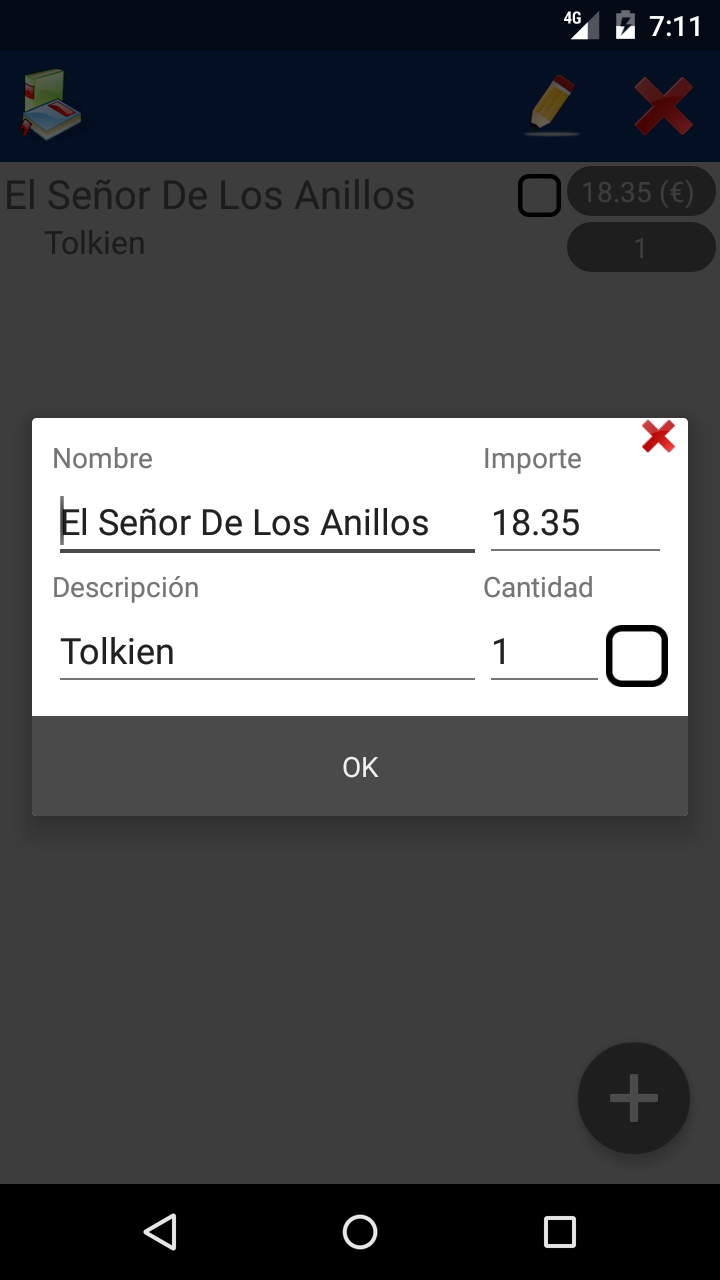 4G 7:11
El Señor De Los Anillos 18.35 (€)
Tolkien 1
Nombre Importe
El Señor De Los Anillos 18.35
Descripción Cantidad
Tolkien 1
OK